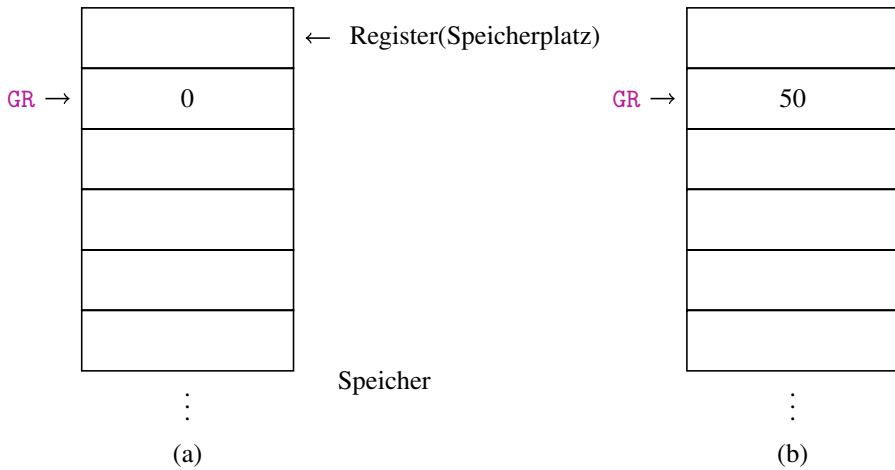 ← Register(Speicherplatz)
GR → 0
GR → 50
Speicher
⋮ ⋮
(a) (b)